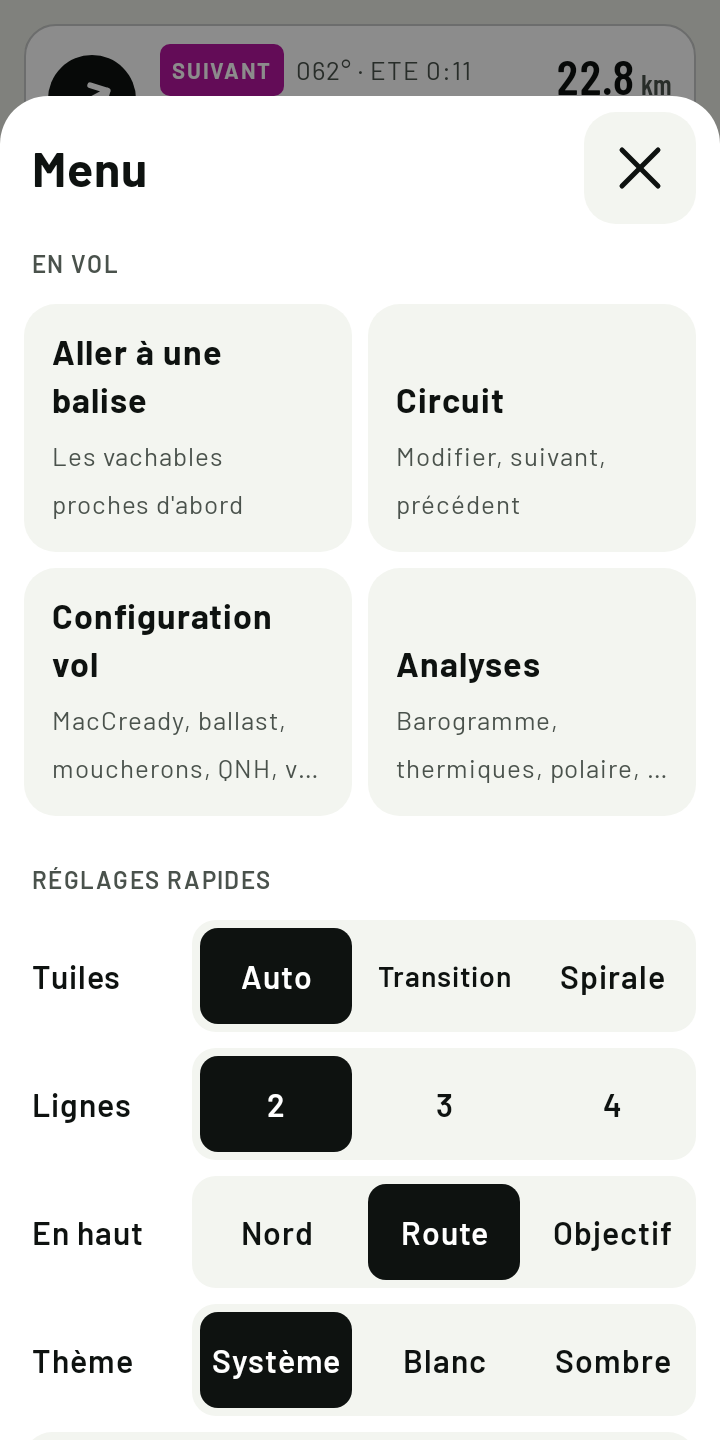 SUIVANT 062° · ETE 0:11 22.8 km
Menu
EN VOL
Aller à une
balise
Les vachables
proches d'abord
Circuit
Modifier, suivant,
précédent
Configuration
vol
MacCready, ballast,
moucherons, QNH, v…
Analyses
Barogramme,
thermiques, polaire, …
RÉGLAGES RAPIDES
Tuiles Auto Transition Spirale
Lignes 2 3 4
En haut Nord Route Objectif
Thème Système Blanc Sombre